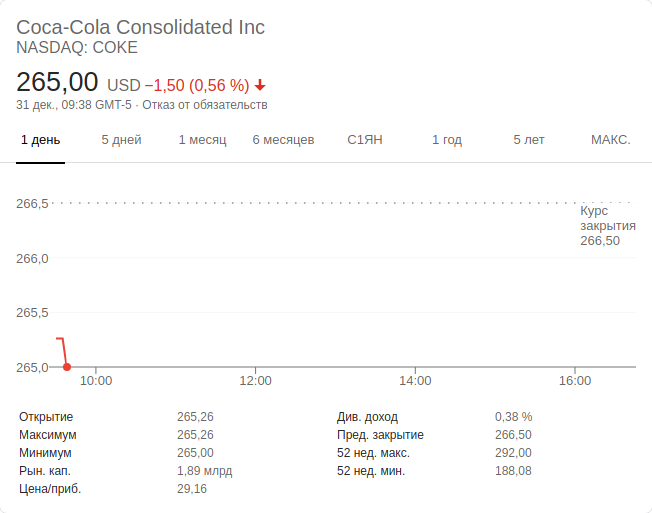 Coca-Cola Consolidated Inc
NASDAQ: COKE
265,00 USD −1,50 (0,56 %)
31 дек., 09:38 GMT-5 · Отказ от обязательств
1 день 5 дней 1 месяц 6 месяцев С1ЯН 1 год 5 лет МАКС.
266,5
Курс
закрытия
266,50
266,0
265,5
265,0
10:00 12:00 14:00 16:00
Открытие 265,26 Див. доход 0,38 %
Максимум 265,26 Пред. закрытие 266,50
Минимум 265,00 52 нед. макс. 292,00
Рын. кап. 1,89 млрд 52 нед. мин. 188,08
Цена/приб. 29,16